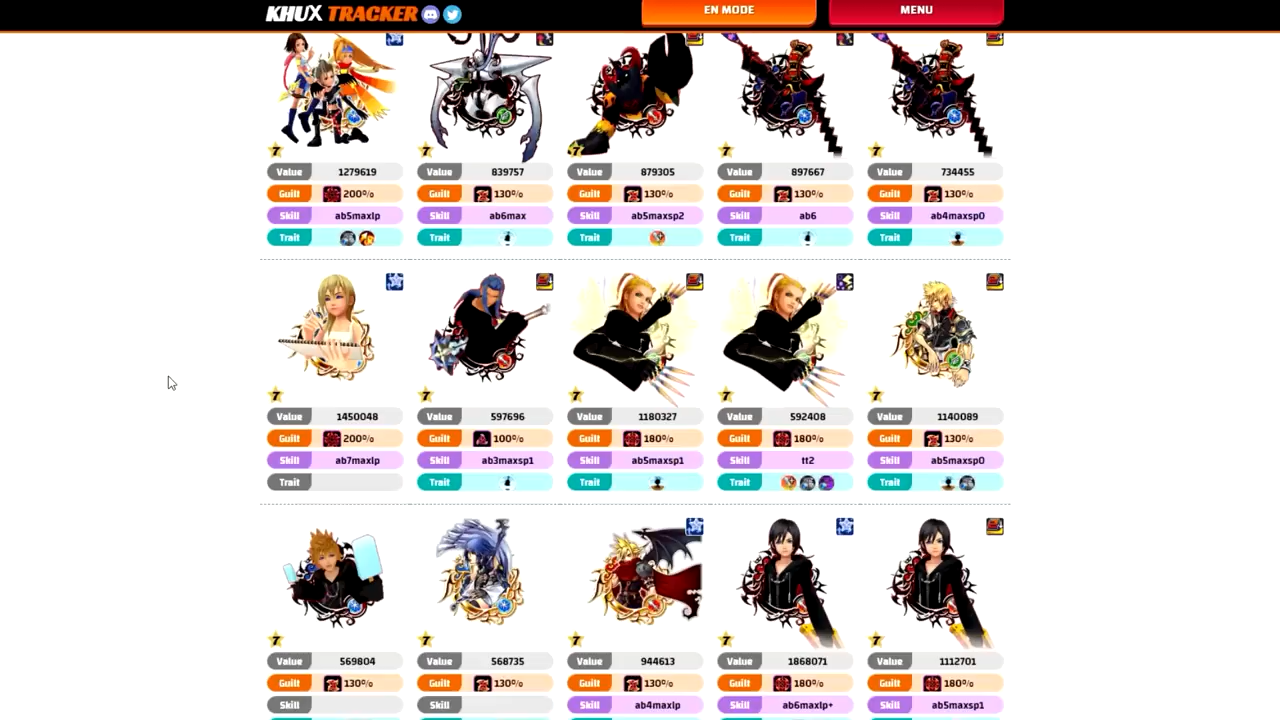 KHUX TRACKER EN MODE MENU
7 7 7 7 7
Value 1279619 Value 839757 Value 879305 Value 897667 Value 734455
Guilt 200% Guilt 130% Guilt 130% Guilt 130% Guilt 130%
Skill ab5maxlp Skill ab6max Skill ab5maxsp2 Skill ab6 Skill ab4maxsp0
Trait Trait Trait Trait Trait
7 7 7 7 7
Value 1450048 Value 597696 Value 1180327 Value 592408 Value 1140089
Guilt 200% Guilt 100% Guilt 180% Guilt 180% Guilt 130%
Skill ab7maxlp Skill ab3maxsp1 Skill ab5maxsp1 Skill tt2 Skill ab5maxsp0
Trait Trait Trait Trait Trait
7 7 7 7 7
Value 569804 Value 568735 Value 944613 Value 1868071 Value 1112701
Guilt 130% Guilt 130% Guilt 130% Guilt 180% Guilt 180%
Skill Skill Skill ab4maxlp Skill ab6maxlp+ Skill ab5maxsp1